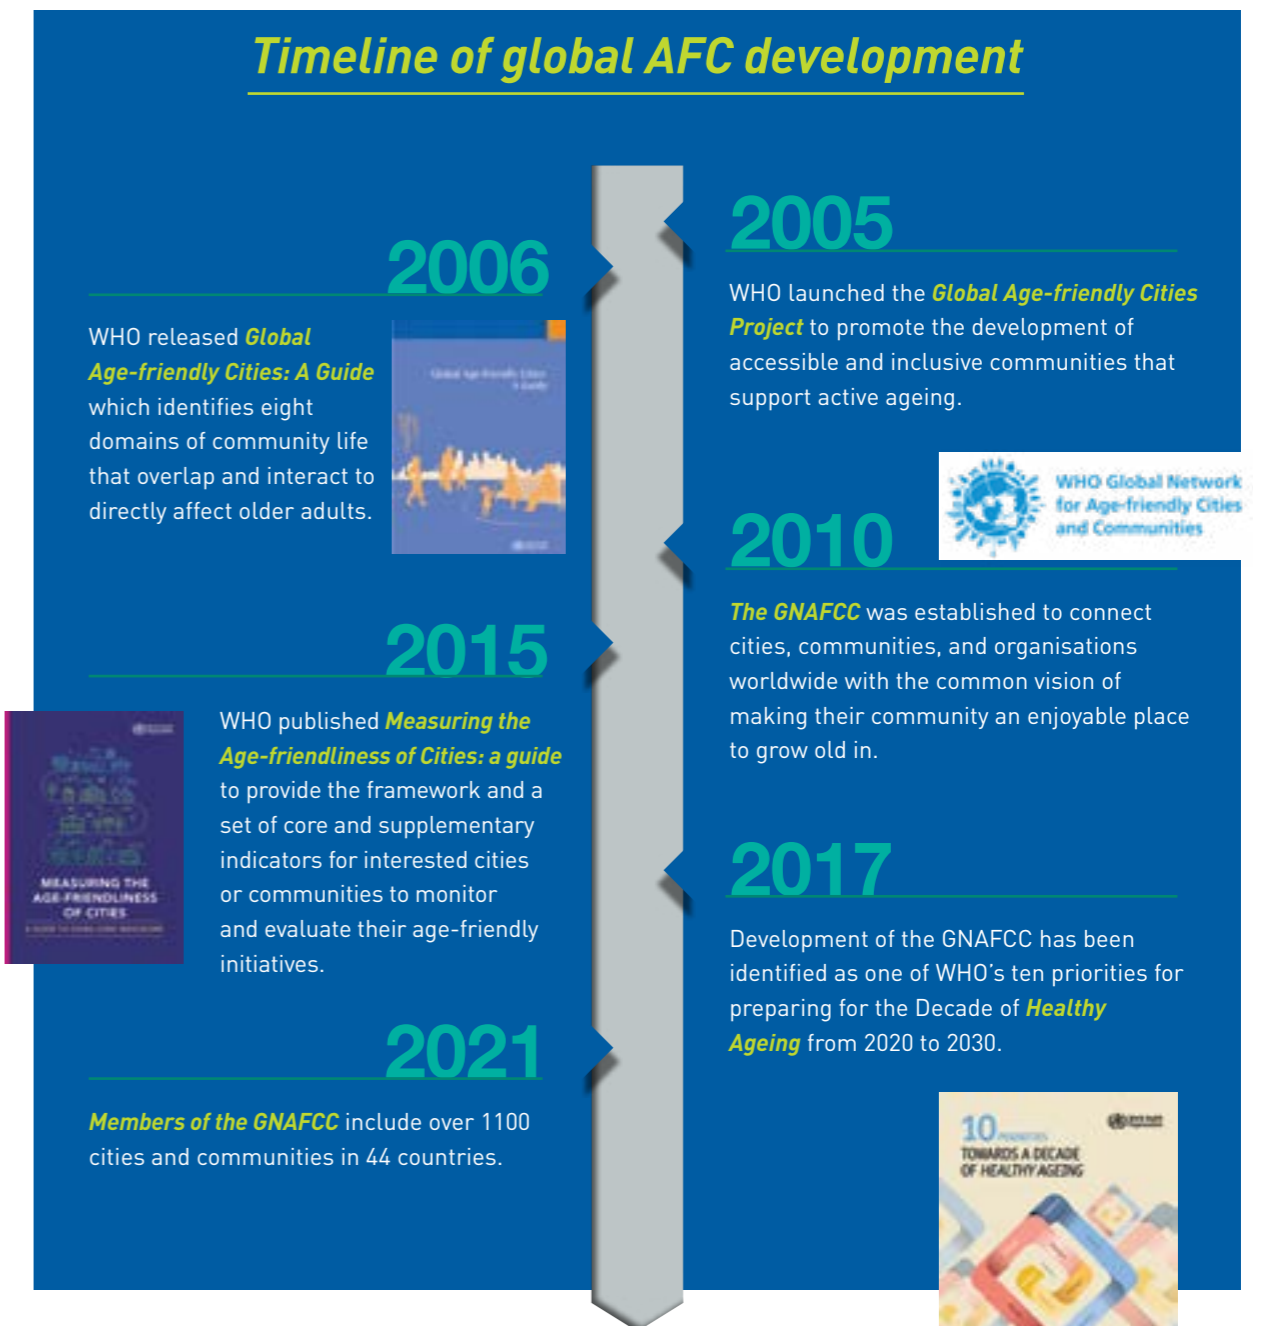 Timeline of global AFC development
2005
WHO launched the Global Age-friendly Cities
Project to promote the development of
accessible and inclusive communities that
support active ageing.
2006
WHO released Global
Age-friendly Cities: A Guide
which identifies eight
domains of community life
that overlap and interact to
directly affect older adults.
Global Age-friendly Cities:
A Guide
WHO Global Network
for Age-friendly Cities
and Communities
2010
The GNAFCC was established to connect
cities, communities, and organisations
worldwide with the common vision of
making their community an enjoyable place
to grow old in.
2015
WHO published Measuring the
Age-friendliness of Cities: a guide
to provide the framework and a
set of core and supplementary
indicators for interested cities
or communities to monitor
and evaluate their age-friendly
initiatives.
MEASURING THE
AGE-FRIENDLINESS
OF CITIES
2017
Development of the GNAFCC has been
identified as one of WHO's ten priorities for
preparing for the Decade of Healthy
Ageing from 2020 to 2030.
10 PRIORITIES
TOWARDS A DECADE
OF HEALTHY AGEING
2021
Members of the GNAFCC include over 1100
cities and communities in 44 countries.